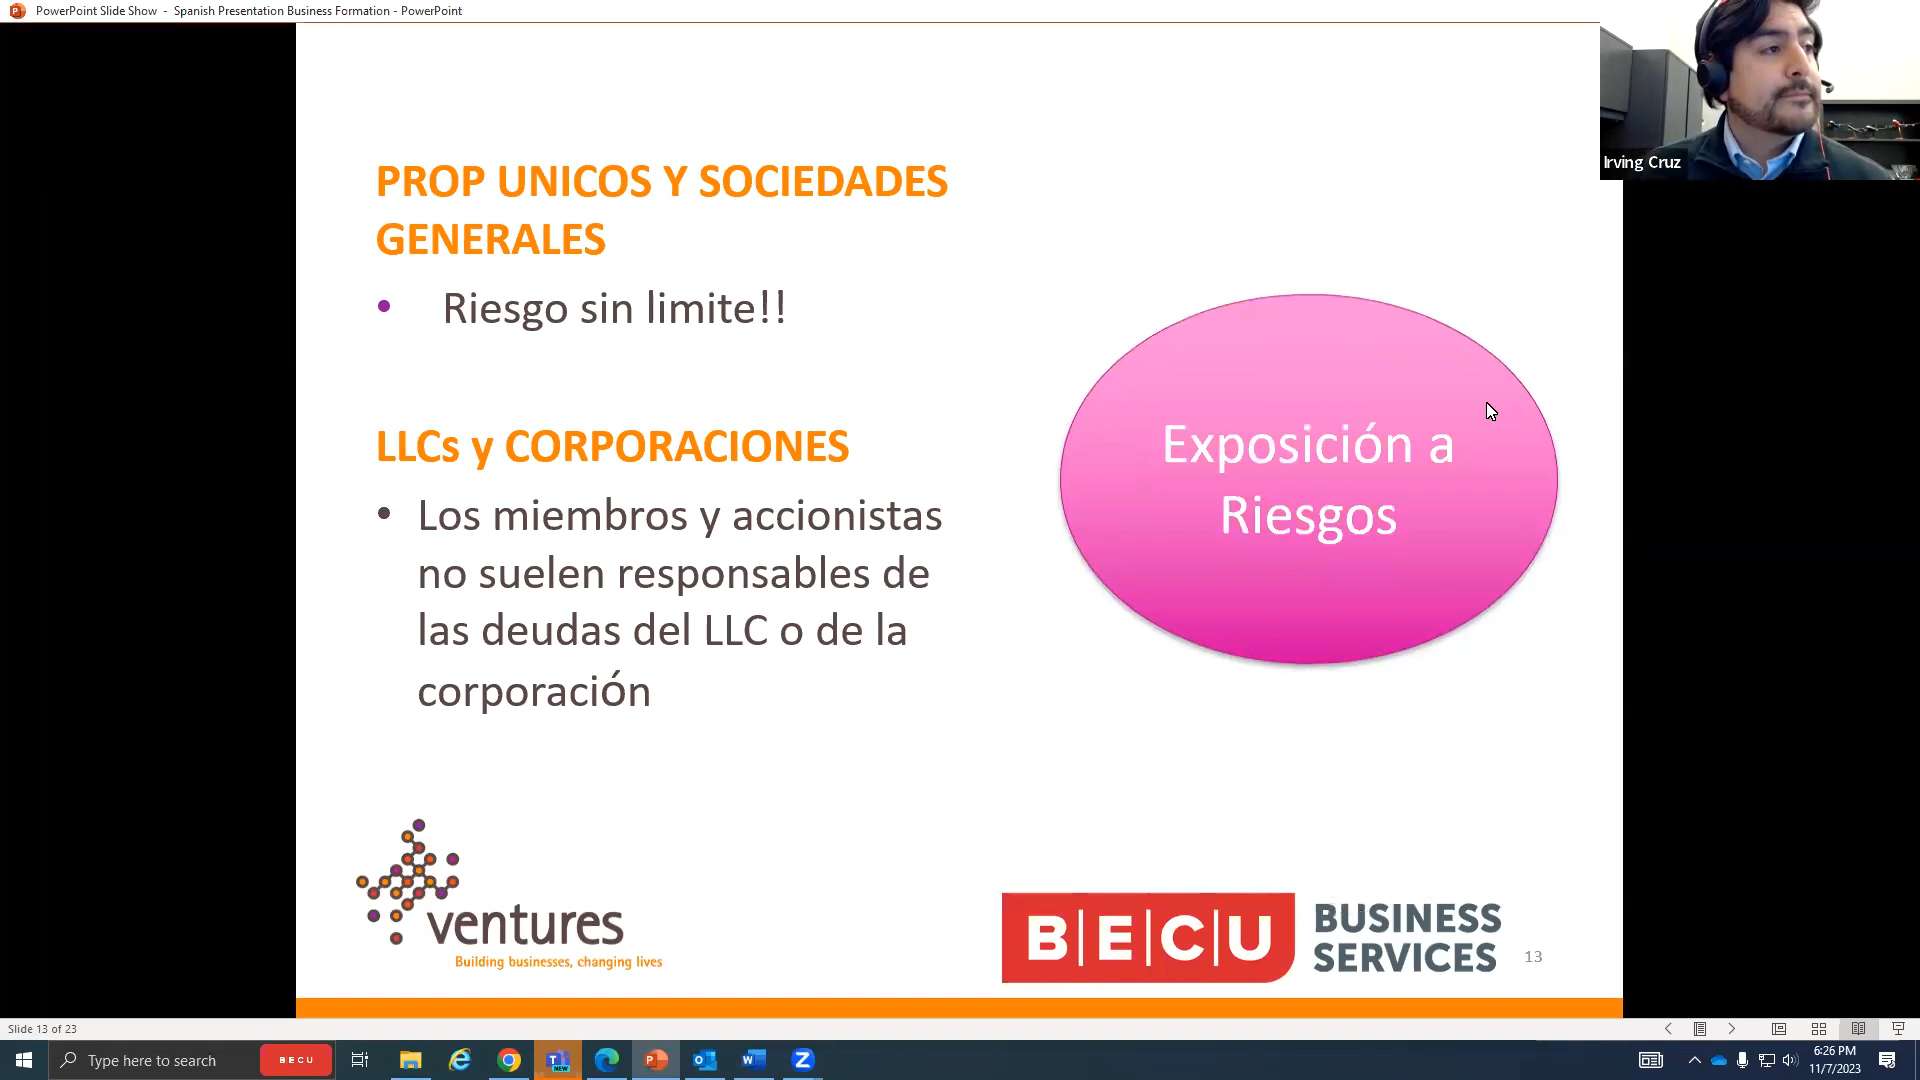 PowerPoint Slide Show - Spanish Presentation Business Formation - PowerPoint
Irving Cruz
PROP UNICOS Y SOCIEDADES
GENERALES
• Riesgo sin limite!!
LLCs y CORPORACIONES
• Los miembros y accionistas
no suelen responsables de
las deudas del LLC o de la
corporación
Exposición a
Riesgos
ventures
Building businesses, changing lives
BECU
BUSINESS
SERVICES
13
Slide 13 of 23
Type here to search
BECU
NEW
6:26 PM
11/7/2023